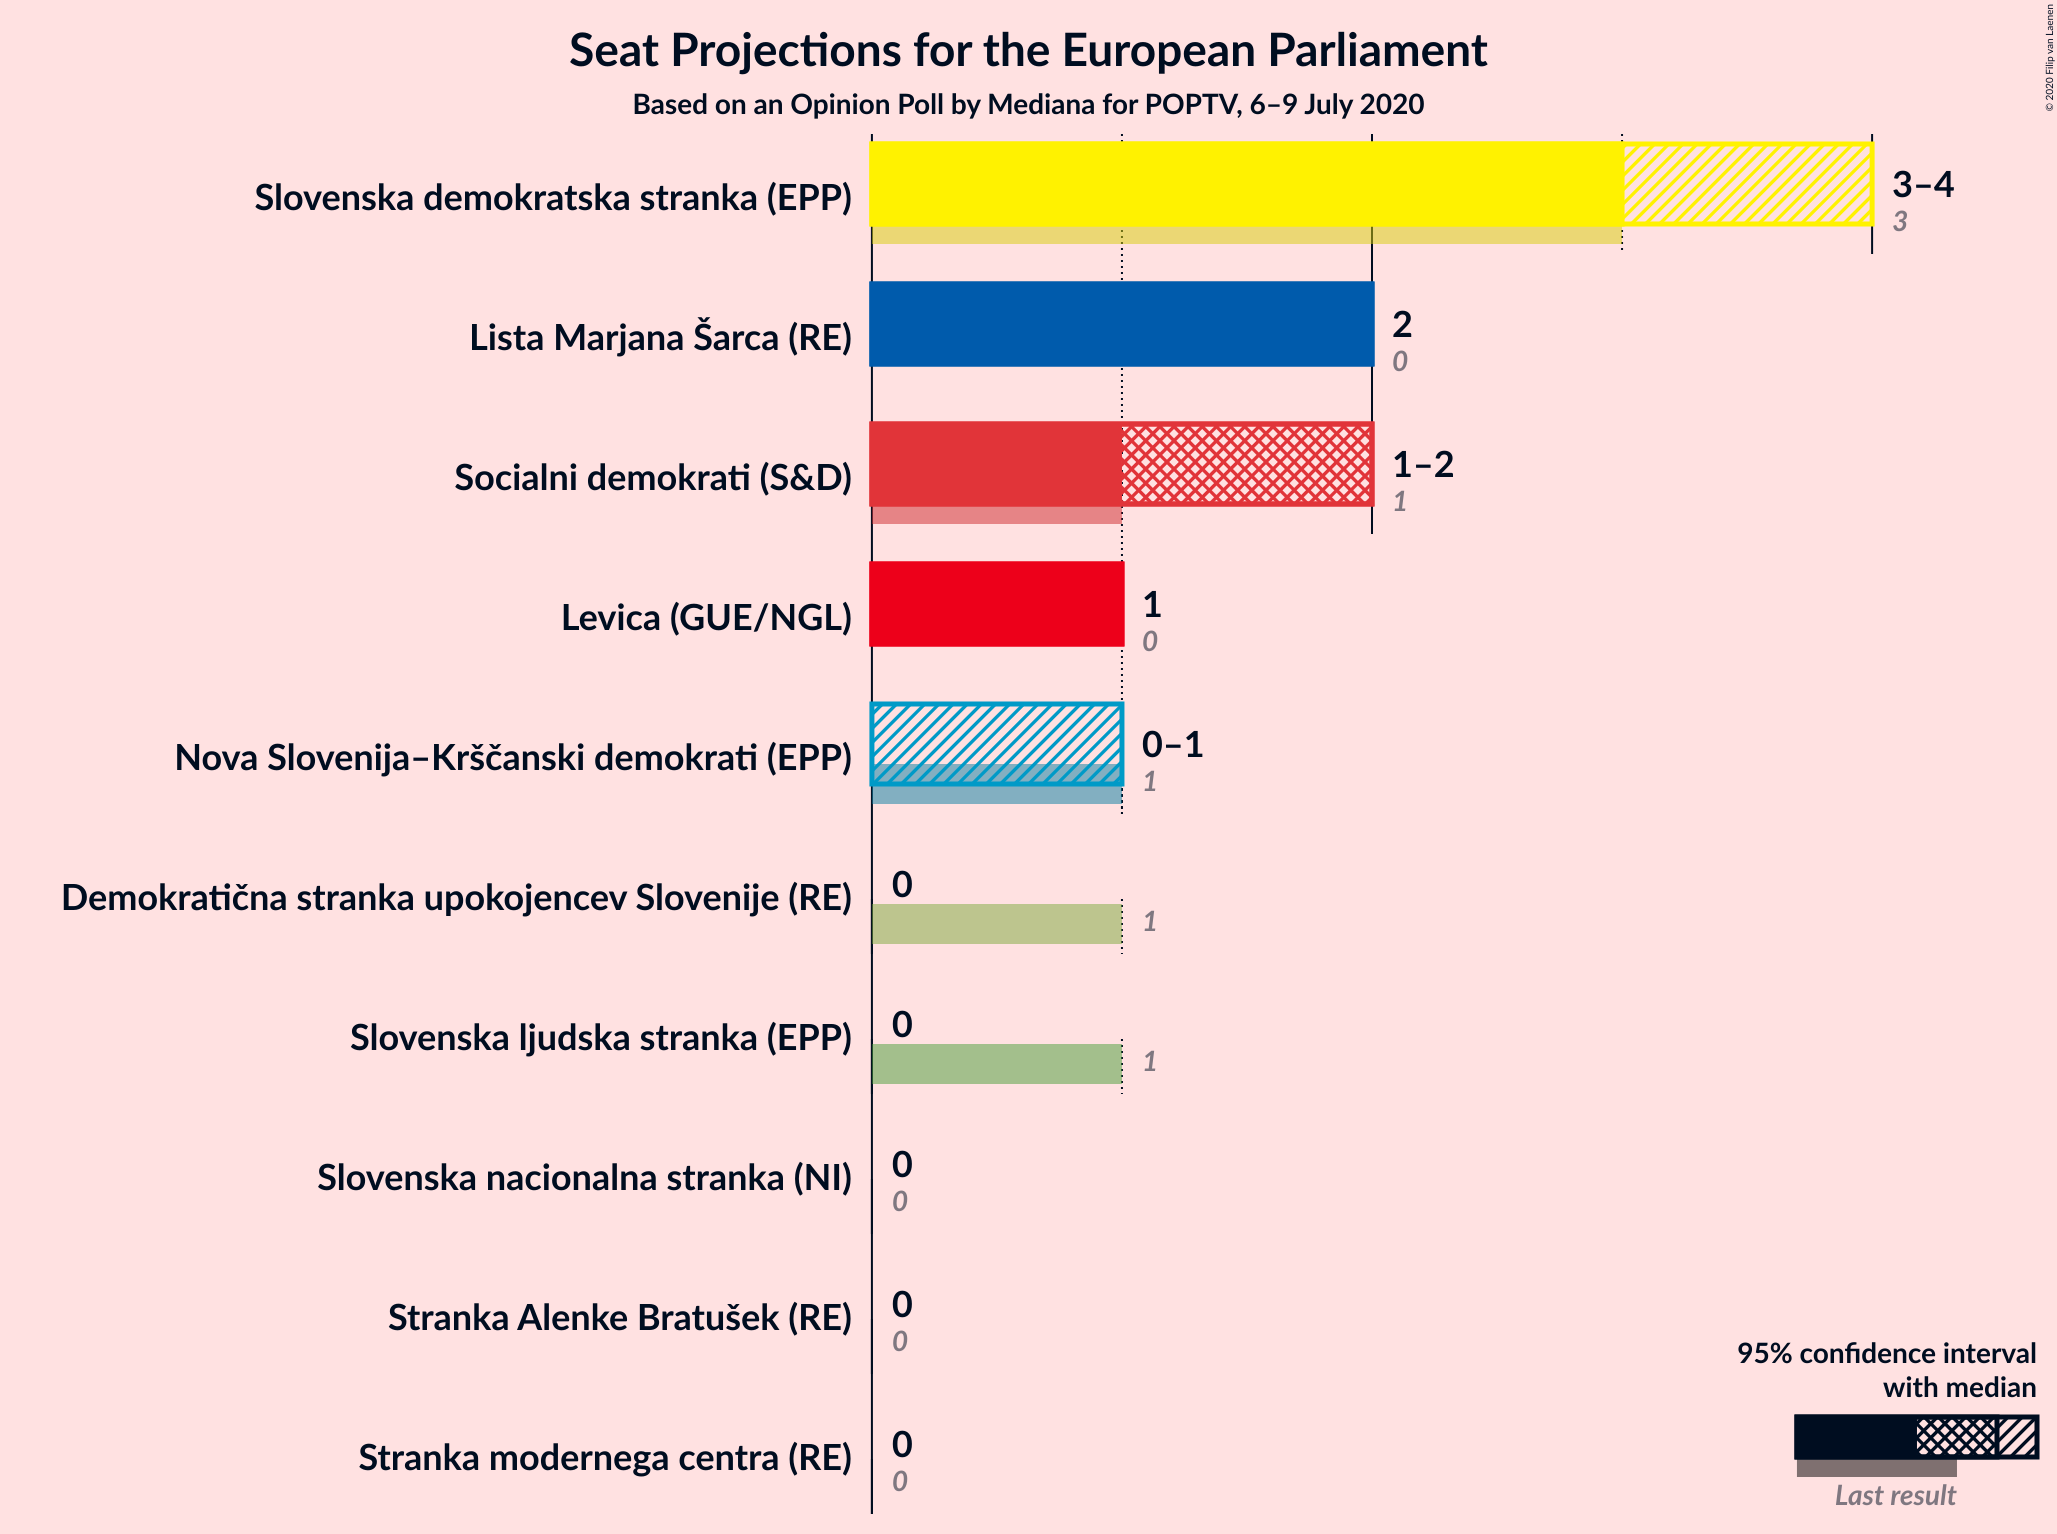 Seat Projections for the European Parliament
Based on an Opinion Poll by Mediana for POPTV, 6–9 July 2020
© 2020 Filip van Laenen
Slovenska demokratska stranka (EPP)
3–4
3
Lista Marjana Šarca (RE)
2
0
Socialni demokrati (S&D)
1–2
1
Levica (GUE/NGL)
1
0
Nova Slovenija–Krščanski demokrati (EPP)
0–1
1
Demokratična stranka upokojencev Slovenije (RE)
0
1
Slovenska ljudska stranka (EPP)
0
1
Slovenska nacionalna stranka (NI)
0
0
Stranka Alenke Bratušek (RE)
0
0
Stranka modernega centra (RE)
0
0
95% confidence interval
with median
Last result